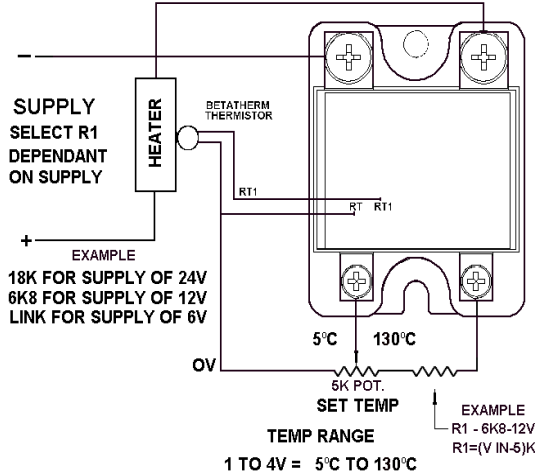 –
SUPPLY
SELECT R1
DEPENDANT
ON SUPPLY
+
HEATER
BETATHERM
THERMISTOR
RT1
RT RT1
EXAMPLE
18K FOR SUPPLY OF 24V
6K8 FOR SUPPLY OF 12V
LINK FOR SUPPLY OF 6V
5°C 130°C
OV
5K POT.
SET TEMP
EXAMPLE
R1 - 6K8-12V
R1=(V IN-5)K
TEMP RANGE
1 TO 4V = 5°C TO 130°C